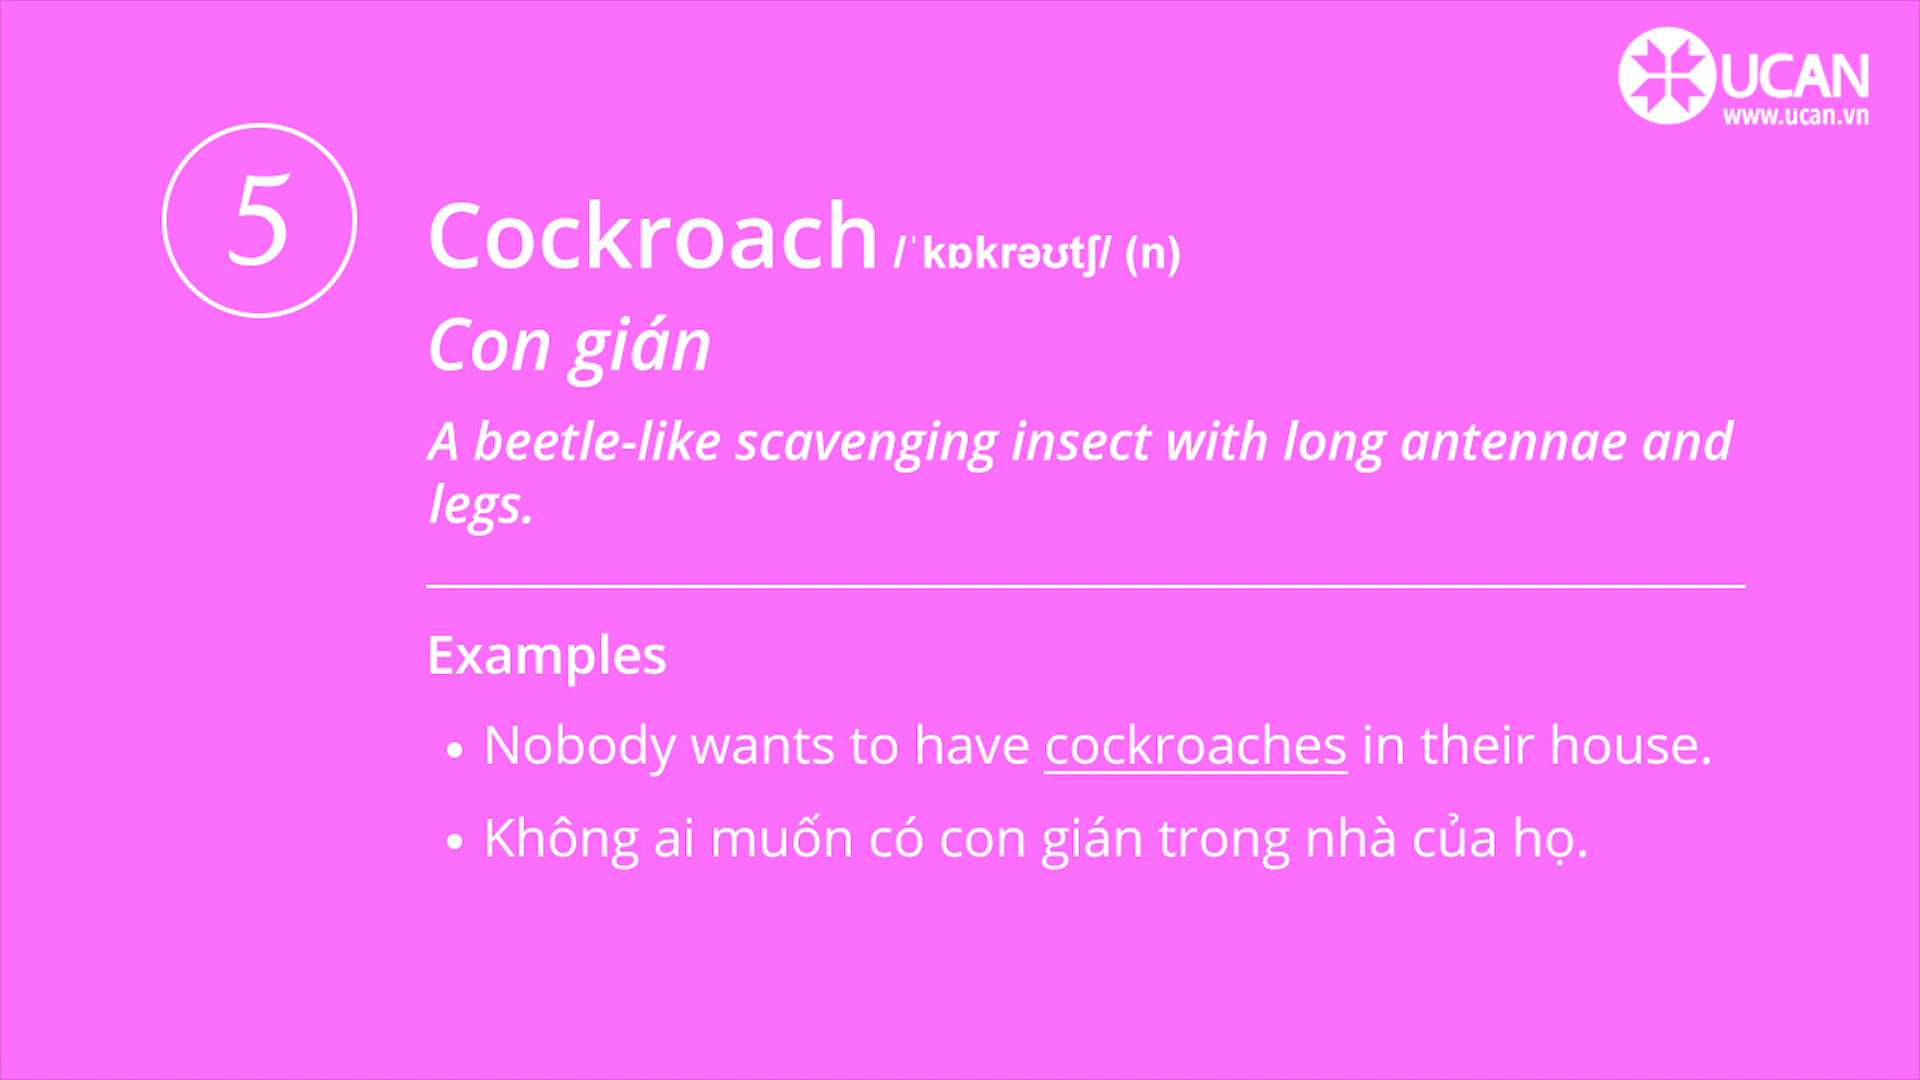 UCAN
www.ucan.vn
5
Cockroach /ˈkɒkrəʊtʃ/ (n)
Con gián
A beetle-like scavenging insect with long antennae and
legs.
Examples
• Nobody wants to have cockroaches in their house.
• Không ai muốn có con gián trong nhà của họ.